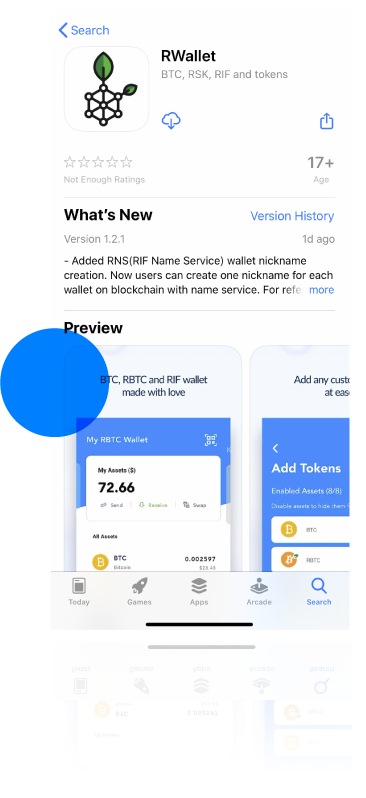 Search
RWallet
BTC, RSK, RIF and tokens
17+
Not Enough Ratings
Age
What's New
Version History
Version 1.2.1
1d ago
- Added RNS(RIF Name Service) wallet nickname
creation. Now users can create one nickname for each
wallet on blockchain with name service. For refe more
Preview
BTC, RBTC and RIF wallet
made with love
Add any custo
at eas
My RBTC Wallet
My Assets ($)
72.66
Send
Receive
Swap
All Assets
BTC
0.002597
Bitcoin
$23.43
Add Tokens
Enabled Assets (8/8)
Disable assets to hide them
BTC
RBTC
Today
Games
Apps
Arcade
Search